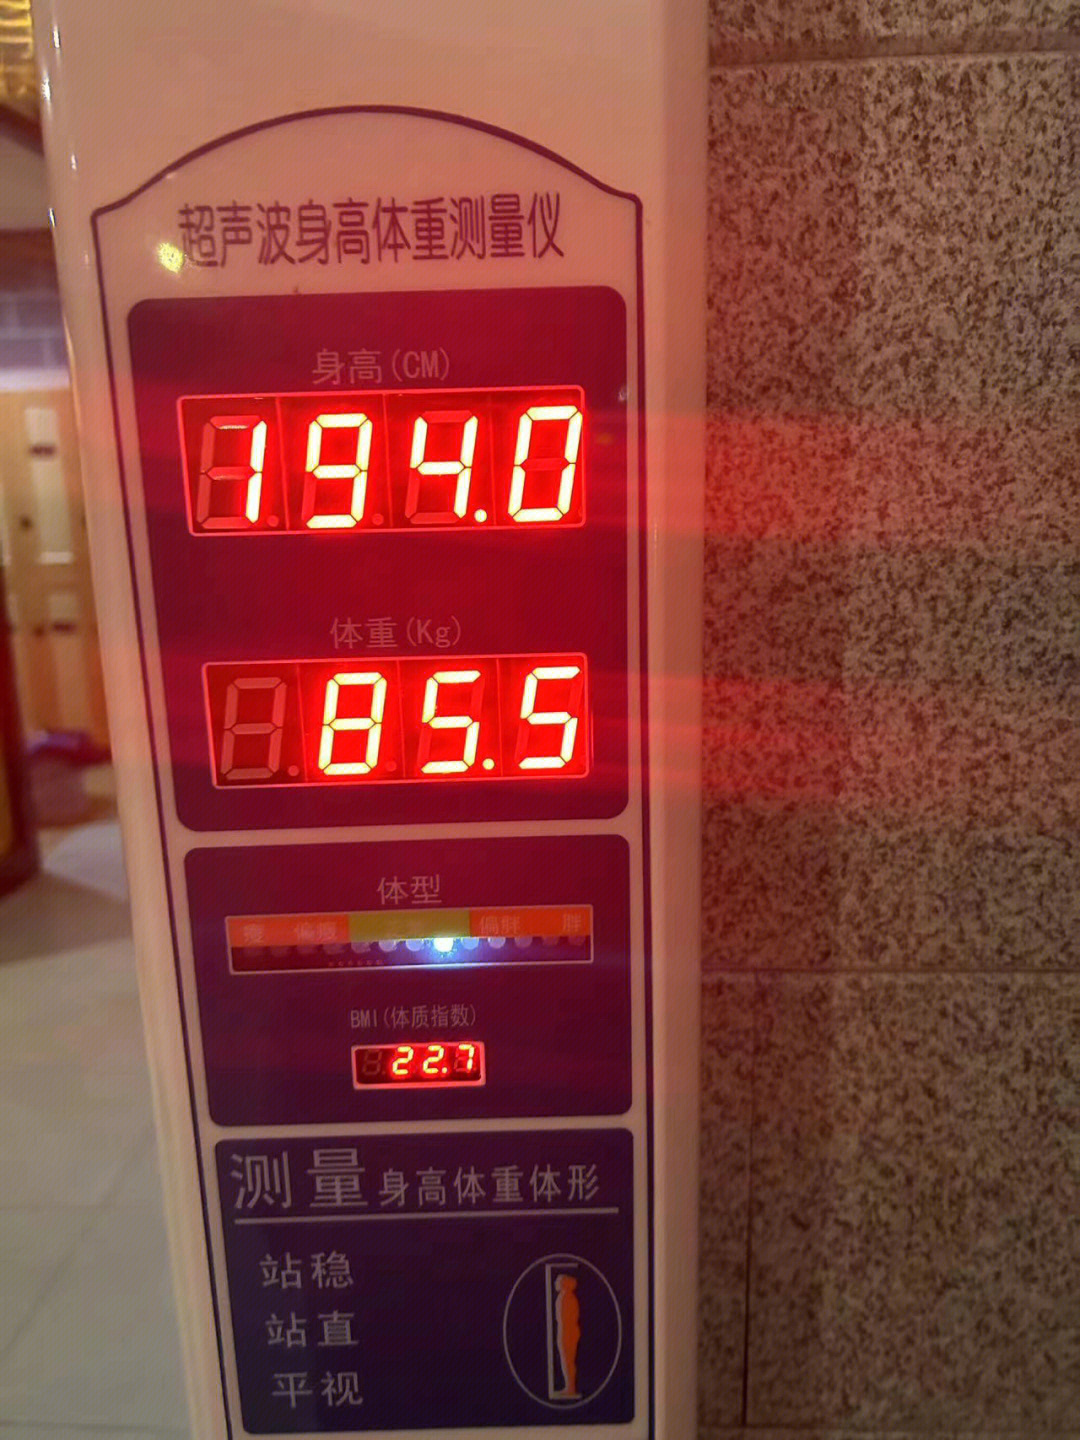 超声波身高体重测量仪
身高(CM)
194.0
体重(Kg)
85.5
体型
瘦 偏瘦 偏胖 胖
BMI(体质指数)
22.7
测量身高体重体形
站稳
站直
平视